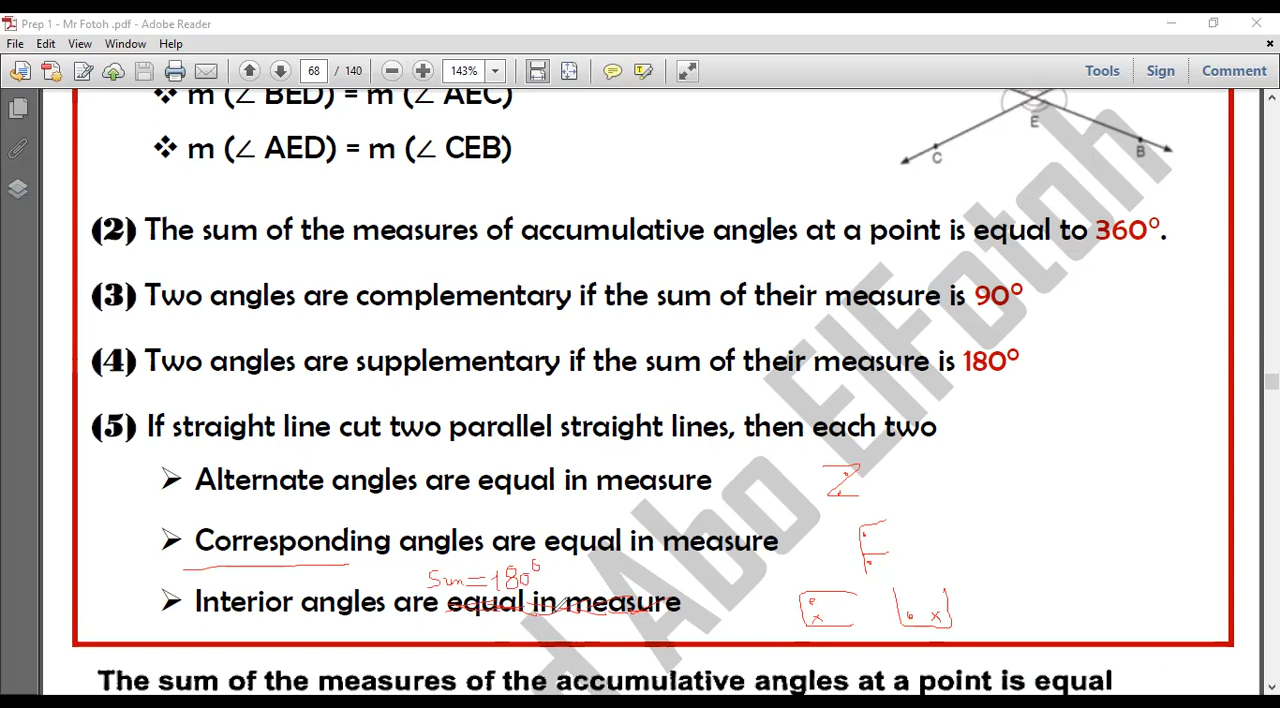 Prep 1 - Mr Fotoh .pdf - Adobe Reader
File Edit View Window Help
68 / 140 143% Tools Sign Comment
❖ m (∠ BED) = m (∠ AEC)
❖ m (∠ AED) = m (∠ CEB)
E
C
B
(2) The sum of the measures of accumulative angles at a point is equal to 360°.
(3) Two angles are complementary if the sum of their measure is 90°
(4) Two angles are supplementary if the sum of their measure is 180°
(5) If straight line cut two parallel straight lines, then each two
➢ Alternate angles are equal in measure Z
➢ Corresponding angles are equal in measure F
Sum = 180°
➢ Interior angles are equal in measure
The sum of the measures of the accumulative angles at a point is equal
d Abo ElFotoh